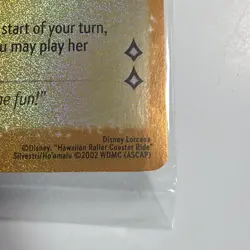 start of your turn,
ou may play her
e fun!"
Disney Lorcana
©Disney. "Hawaiian Roller Coaster Ride"
Silvestri/Ho'omalu ©2002 WDMC (ASCAP)